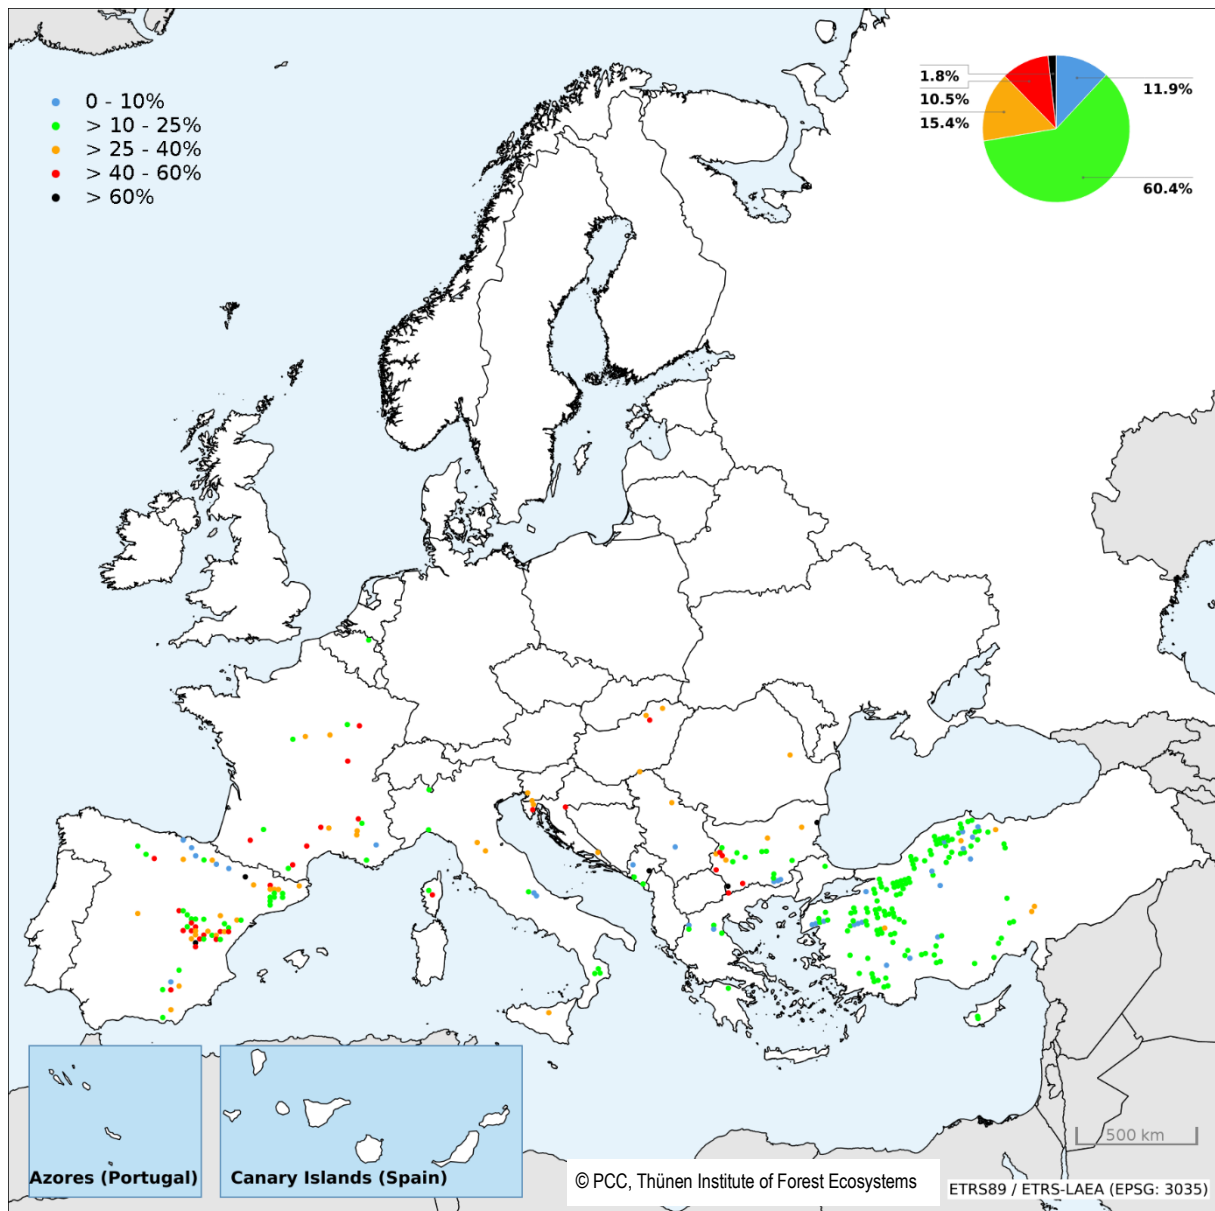 0 - 10%
> 10 - 25%
> 25 - 40%
> 40 - 60%
> 60%
1.8%
10.5%
15.4%
11.9%
60.4%
500 km
Azores (Portugal)
Canary Islands (Spain)
© PCC, Thünen Institute of Forest Ecosystems
ETRS89 / ETRS-LAEA (EPSG: 3035)